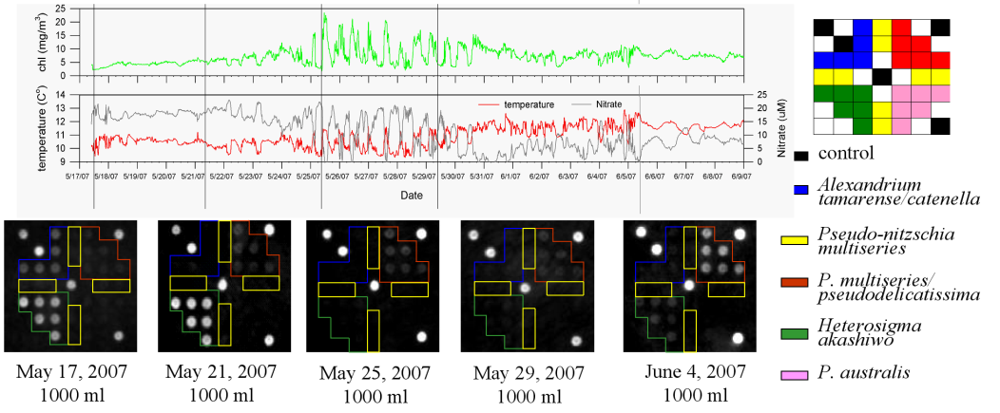 chl (mg/m³)
25
20
15
10
5
0
temperature (C°)
14
13
12
11
10
9
temperature
Nitrate
25
20
15
10
5
0
Nitrate (uM)
5/17/07 5/18/07 5/19/07 5/20/07 5/21/07 5/22/07 5/23/07 5/24/07 5/25/07 5/26/07 5/27/07 5/28/07 5/29/07 5/30/07 5/31/07 6/1/07 6/2/07 6/3/07 6/4/07 6/5/07 6/6/07 6/7/07 6/8/07 6/9/07
Date
control
Alexandrium
tamarense/catenella
Pseudo-nitzschia
multiseries
P. multiseries/
pseudodelicatissima
Heterosigma
akashiwo
P. australis
May 17, 2007
1000 ml
May 21, 2007
1000 ml
May 25, 2007
1000 ml
May 29, 2007
1000 ml
June 4, 2007
1000 ml